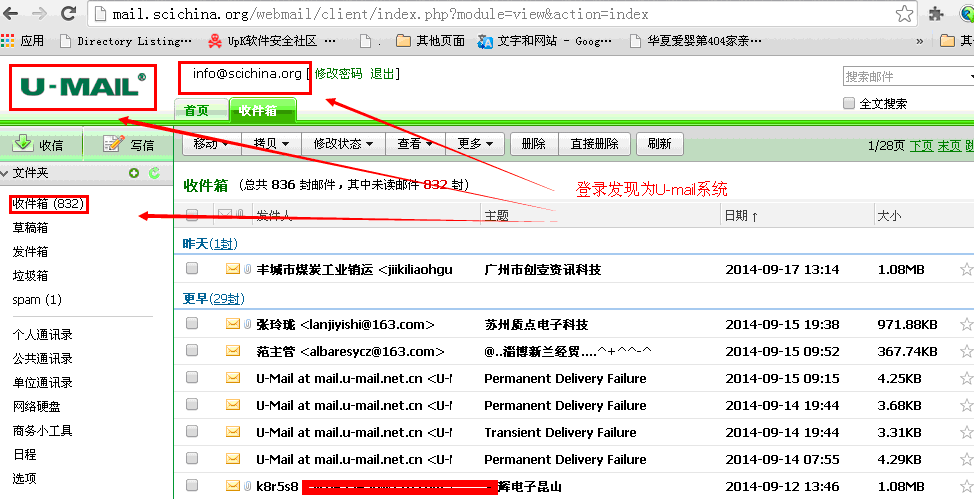 mail.scichina.org/webmail/client/index.php?module=view&action=index
应用 Directory Listing… UpK软件安全社区 … . 其他页面 文字和网站 - Goog… 华夏爱婴第404家亲… » 其
U-MAIL®
info@scichina.org [ 修改密码 退出]
搜索邮件
首页 收件箱
全文搜索
收信 写信
移动 拷贝 修改状态 查看 更多 删除 直接删除 刷新
1/28页 下页 末页 跳
文件夹
收件箱 (总共 836 封邮件，其中未读邮件 832 封)
登录发现为U-mail系统
收件箱 (832)
草稿箱
发件箱
垃圾箱
spam (1)
个人通讯录
公共通讯录
单位通讯录
网络硬盘
商务小工具
日程
选项
发件人 主题 日期 ↑ 大小
昨天(1封)
丰城市煤炭工业销运 <jiikiliaohgu 广州市创壹资讯科技 2014-09-17 13:14 1.08MB
更早(29封)
张玲珑 <lanjiyishi@163.com> 苏州质点电子科技 2014-09-15 19:38 971.88KB
范主管 <albaresycz@163.com> @..淄博新兰经贸....^+^^-^ 2014-09-15 09:52 367.74KB
U-Mail at mail.u-mail.net.cn <U-M Permanent Delivery Failure 2014-09-15 09:15 4.25KB
U-Mail at mail.u-mail.net.cn <U-M Permanent Delivery Failure 2014-09-14 19:44 3.68KB
U-Mail at mail.u-mail.net.cn <U-M Transient Delivery Failure 2014-09-14 14:44 3.31KB
U-Mail at mail.u-mail.net.cn <U-M Permanent Delivery Failure 2014-09-14 07:55 4.29KB
k8r5s8 辉电子昆山 2014-09-12 13:46 1.08MB